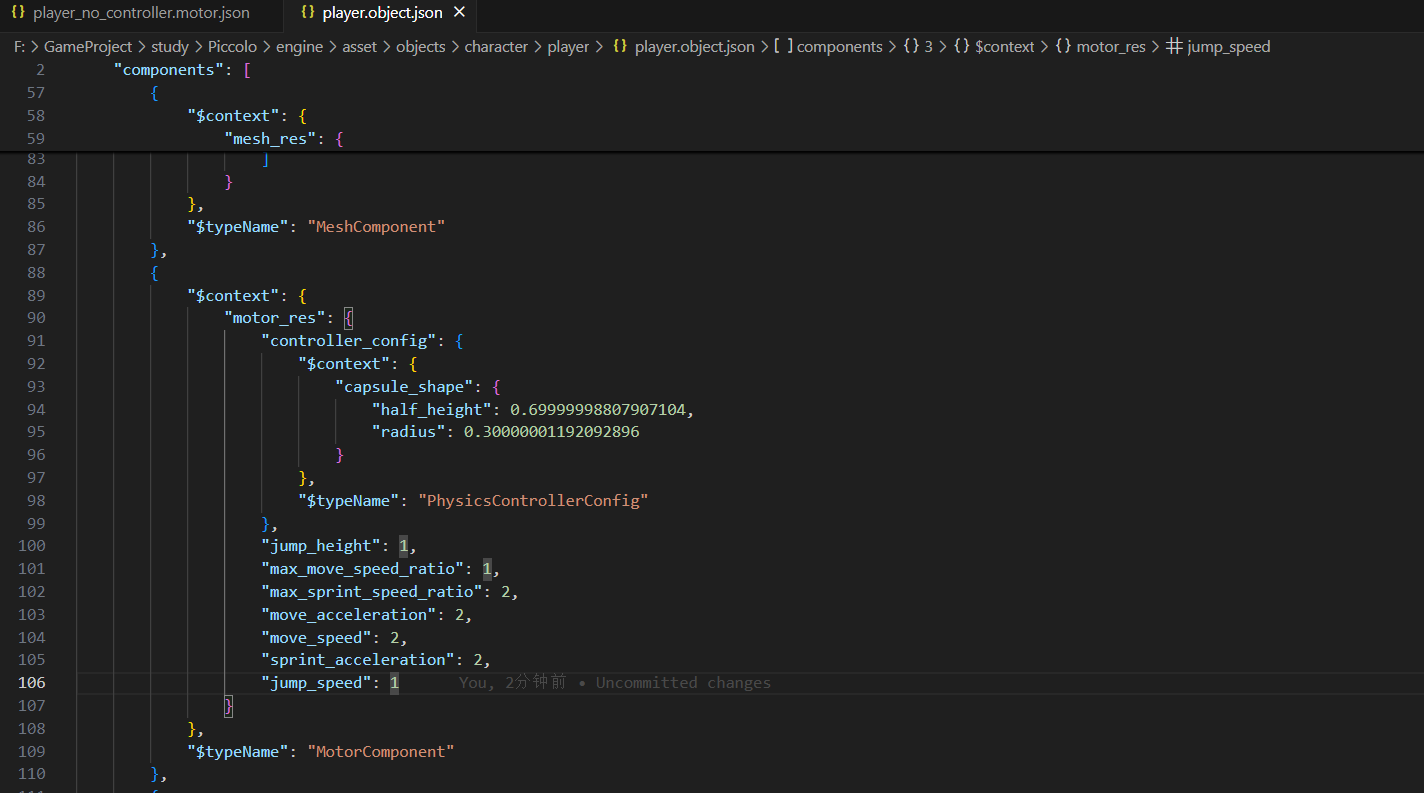 {} player_no_controller.motor.json
{} player.object.json ×
F: > GameProject > study > Piccolo > engine > asset > objects > character > player > {} player.object.json > [ ] components > {} 3 > {} $context > {} motor_res > # jump_speed
2 "components": [
57 {
58 "$context": {
59 "mesh_res": {
83 ]
84 }
85 },
86 "$typeName": "MeshComponent"
87 },
88 {
89 "$context": {
90 "motor_res": {
91 "controller_config": {
92 "$context": {
93 "capsule_shape": {
94 "half_height": 0.69999998807907104,
95 "radius": 0.30000001192092896
96 }
97 },
98 "$typeName": "PhysicsControllerConfig"
99 },
100 "jump_height": 1,
101 "max_move_speed_ratio": 1,
102 "max_sprint_speed_ratio": 2,
103 "move_acceleration": 2,
104 "move_speed": 2,
105 "sprint_acceleration": 2,
106 "jump_speed": 1 You, 2分钟前 • Uncommitted changes
107 }
108 },
109 "$typeName": "MotorComponent"
110 },